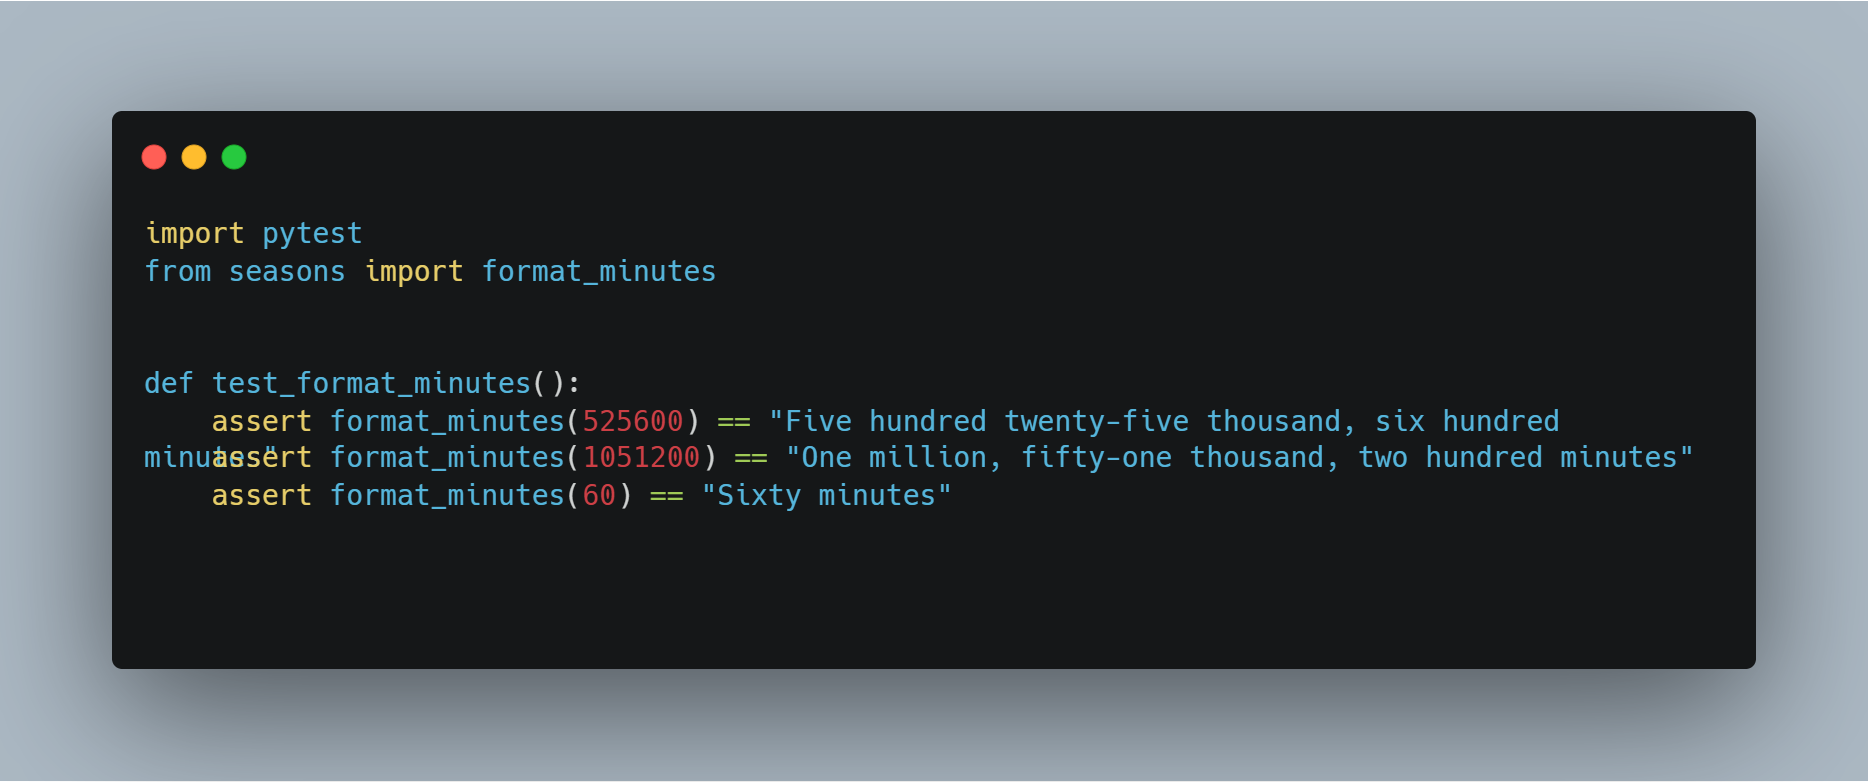 import pytest
from seasons import format_minutes
def test_format_minutes():
    assert format_minutes(525600) == "Five hundred twenty-five thousand, six hundred
minutes"
    assert format_minutes(1051200) == "One million, fifty-one thousand, two hundred minutes"
    assert format_minutes(60) == "Sixty minutes"